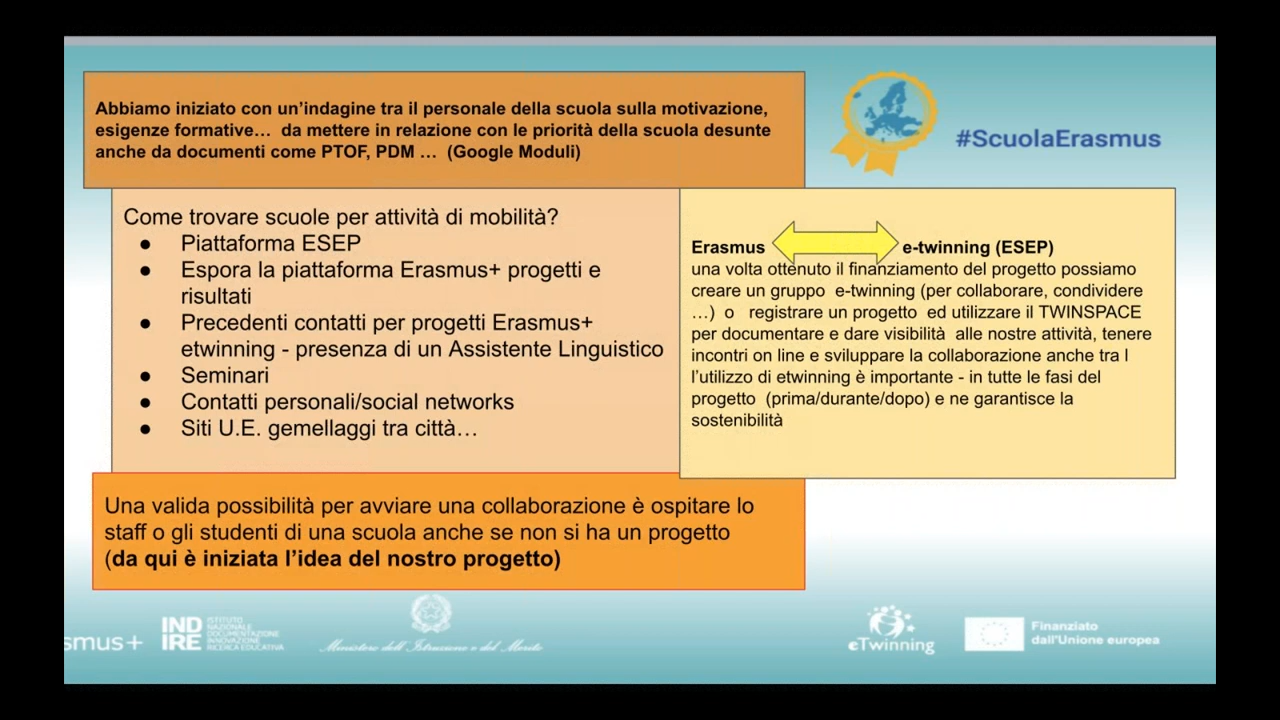 Abbiamo iniziato con un’indagine tra il personale della scuola sulla motivazione,
esigenze formative… da mettere in relazione con le priorità della scuola desunte
anche da documenti come PTOF, PDM … (Google Moduli)
#ScuolaErasmus
Come trovare scuole per attività di mobilità?
● Piattaforma ESEP
● Espora la piattaforma Erasmus+ progetti e
risultati
● Precedenti contatti per progetti Erasmus+
etwinning - presenza di un Assistente Linguistico
● Seminari
● Contatti personali/social networks
● Siti U.E. gemellaggi tra città…
Erasmus e-twinning (ESEP)
una volta ottenuto il finanziamento del progetto possiamo
creare un gruppo e-twinning (per collaborare, condividere
…) o registrare un progetto ed utilizzare il TWINSPACE
per documentare e dare visibilità alle nostre attività, tenere
incontri on line e sviluppare la collaborazione anche tra l
l’utilizzo di etwinning è importante - in tutte le fasi del
progetto (prima/durante/dopo) e ne garantisce la
sostenibilità
Una valida possibilità per avviare una collaborazione è ospitare lo
staff o gli studenti di una scuola anche se non si ha un progetto
(da qui è iniziata l’idea del nostro progetto)
smus+
IND
IRE
ISTITUTO
NAZIONALE
DOCUMENTAZIONE
INNOVAZIONE
RICERCA EDUCATIVA
Ministero dell'Istruzione e del Merito
eTwinning
Finanziato
dall'Unione europea